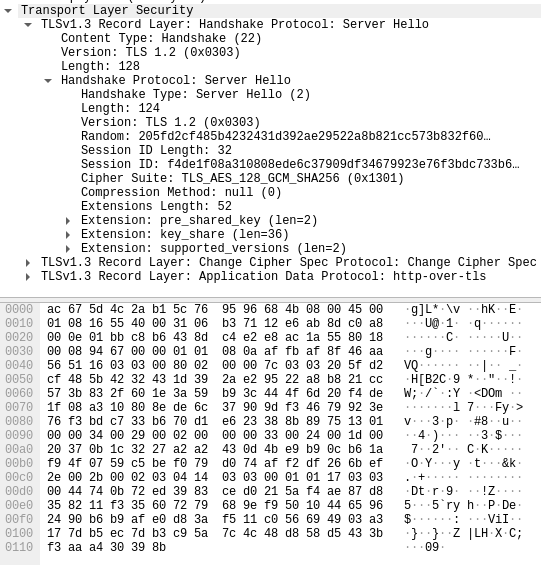 Transport Layer Security
TLSv1.3 Record Layer: Handshake Protocol: Server Hello
Content Type: Handshake (22)
Version: TLS 1.2 (0x0303)
Length: 128
Handshake Protocol: Server Hello
Handshake Type: Server Hello (2)
Length: 124
Version: TLS 1.2 (0x0303)
Random: 205fd2cf485b4232431d392ae29522a8b821cc573b832f60…
Session ID Length: 32
Session ID: f4de1f08a310808ede6c37909df34679923e76f3bdc733b6…
Cipher Suite: TLS_AES_128_GCM_SHA256 (0x1301)
Compression Method: null (0)
Extensions Length: 52
Extension: pre_shared_key (len=2)
Extension: key_share (len=36)
Extension: supported_versions (len=2)
TLSv1.3 Record Layer: Change Cipher Spec Protocol: Change Cipher Spec
TLSv1.3 Record Layer: Application Data Protocol: http-over-tls
0000 ac 67 5d 4c 2a b1 5c 76 95 96 68 4b 08 00 45 00 ·g]L*·\v ··hK··E·
0010 01 08 16 55 40 00 31 06 b3 71 12 e6 ab 8d c0 a8 ···U@·1· ·q······
0020 00 0e 01 bb c8 b6 43 8d c4 e2 e8 ac 1a 55 80 18 ······C· ·····U··
0030 00 08 94 67 00 00 01 01 08 0a af fb af 8f 46 aa ···g···· ······F·
0040 56 51 16 03 03 00 80 02 00 00 7c 03 03 20 5f d2 VQ······ ··|·· _·
0050 cf 48 5b 42 32 43 1d 39 2a e2 95 22 a8 b8 21 cc ·H[B2C·9 *··"··!·
0060 57 3b 83 2f 60 1e 3a 59 b9 3c 44 4f 6d 20 f4 de W;·/`·:Y ·<DOm ··
0070 1f 08 a3 10 80 8e de 6c 37 90 9d f3 46 79 92 3e ·······l 7···Fy·>
0080 76 f3 bd c7 33 b6 70 d1 e6 23 38 8b 89 75 13 01 v···3·p· ·#8··u··
0090 00 00 34 00 29 00 02 00 00 00 33 00 24 00 1d 00 ··4·)··· ··3·$···
00a0 20 37 0b 1c 32 27 a2 a2 43 0d 4b e9 b9 0c b6 1a  7··2'·· C·K·····
00b0 f9 4f 07 59 c5 be f0 79 d0 74 af f2 df 26 6b ef ·O·Y···y ·t···&k·
00c0 2e 00 2b 00 02 03 04 14 03 03 00 01 01 17 03 03 .·+····· ········
00d0 00 44 74 0b 72 ed 39 83 ce d0 21 5a f4 ae 87 d8 ·Dt·r·9· ··!Z····
00e0 35 82 11 f3 35 60 72 79 68 9e f9 50 10 44 65 96 5···5`ry h··P·De·
00f0 24 90 b6 b9 af e0 d8 3a f5 11 c0 56 69 49 03 a3 $······: ···ViI··
0100 17 7d b5 ec 7d b3 c9 5a 7c 4c 48 d8 58 d5 43 3b ·}··}··Z |LH·X·C;
0110 f3 aa a4 30 39 8b ···09·